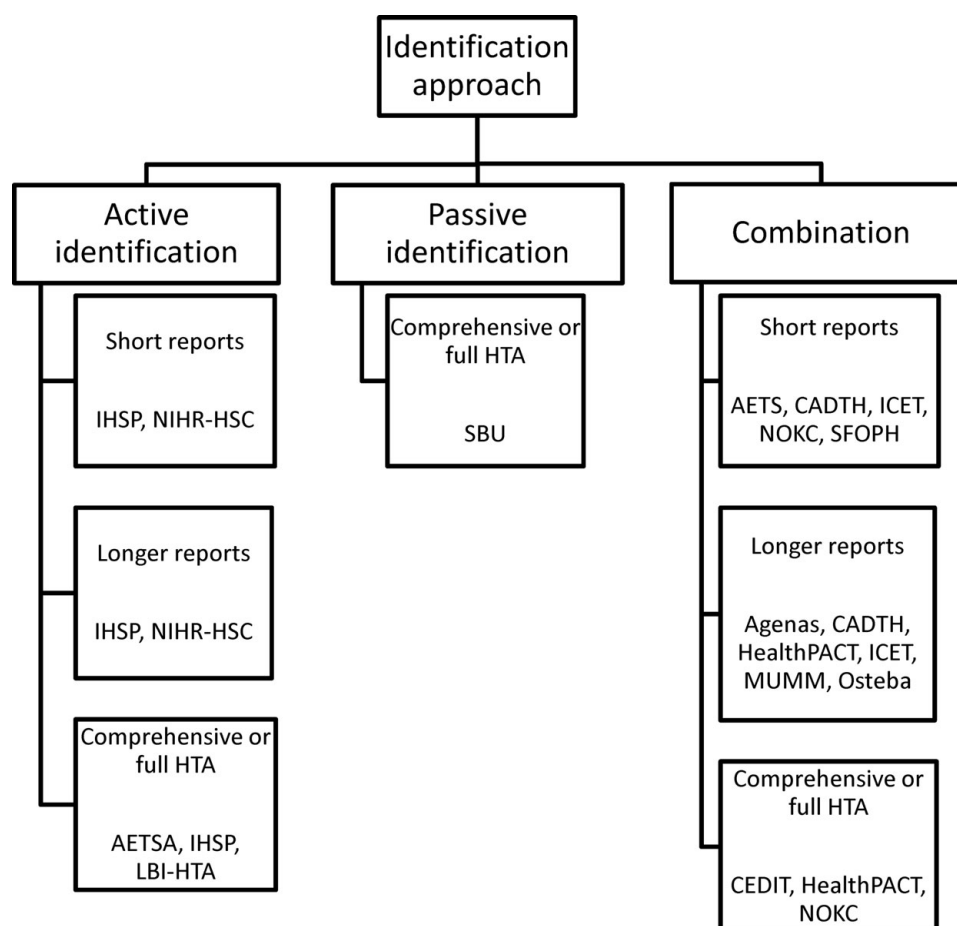 Identification
approach
Active
identification
Passive
identification
Combination
Short reports
IHSP, NIHR-HSC
Longer reports
IHSP, NIHR-HSC
Comprehensive or
full HTA
AETSA, IHSP,
LBI-HTA
Comprehensive or
full HTA
SBU
Short reports
AETS, CADTH, ICET,
NOKC, SFOPH
Longer reports
Agenas, CADTH,
HealthPACT, ICET,
MUMM, Osteba
Comprehensive or
full HTA
CEDIT, HealthPACT,
NOKC